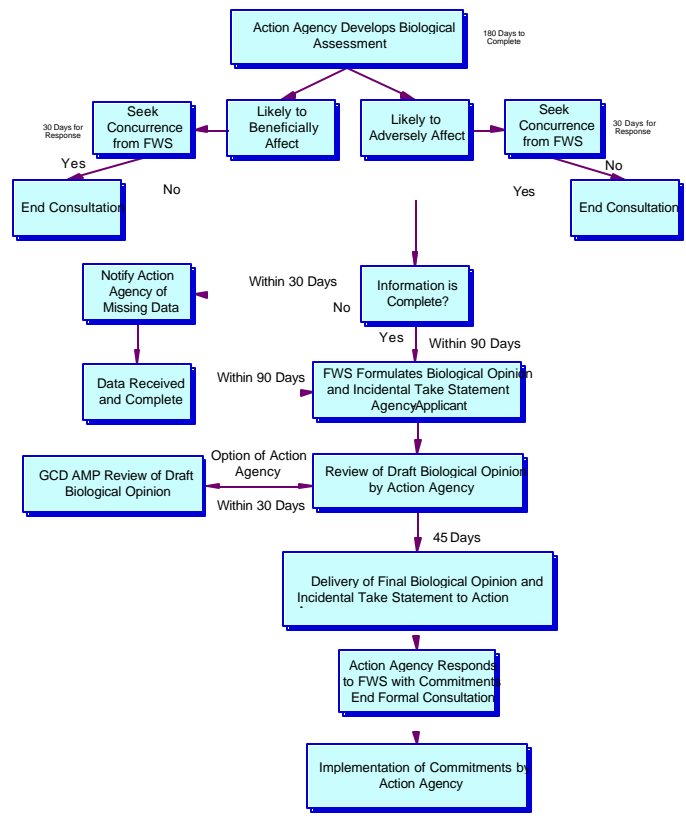 Action Agency Develops Biological
Assessment
180 Days to
Complete
Seek
Concurrence
from FWS
30 Days for
Response
Likely to
Beneficially
Affect
Likely to
Adversely Affect
Seek
Concurrence
from FWS
30 Days for
Response
Yes
No
Yes
No
End Consultation
End Consultation
Notify Action
Agency of
Missing Data
Within 30 Days
No
Information is
Complete?
Yes
Within 90 Days
Data Received
and Complete
Within 90 Days
FWS Formulates Biological Opinion
and Incidental Take Statement
Agency/Applicant
GCD AMP Review of Draft
Biological Opinion
Option of Action
Agency
Within 30 Days
Review of Draft Biological Opinion
by Action Agency
45 Days
Delivery of Final Biological Opinion and
Incidental Take Statement to Action
Action Agency Responds
to FWS with Commitments
End Formal Consultation
Implementation of Commitments by
Action Agency